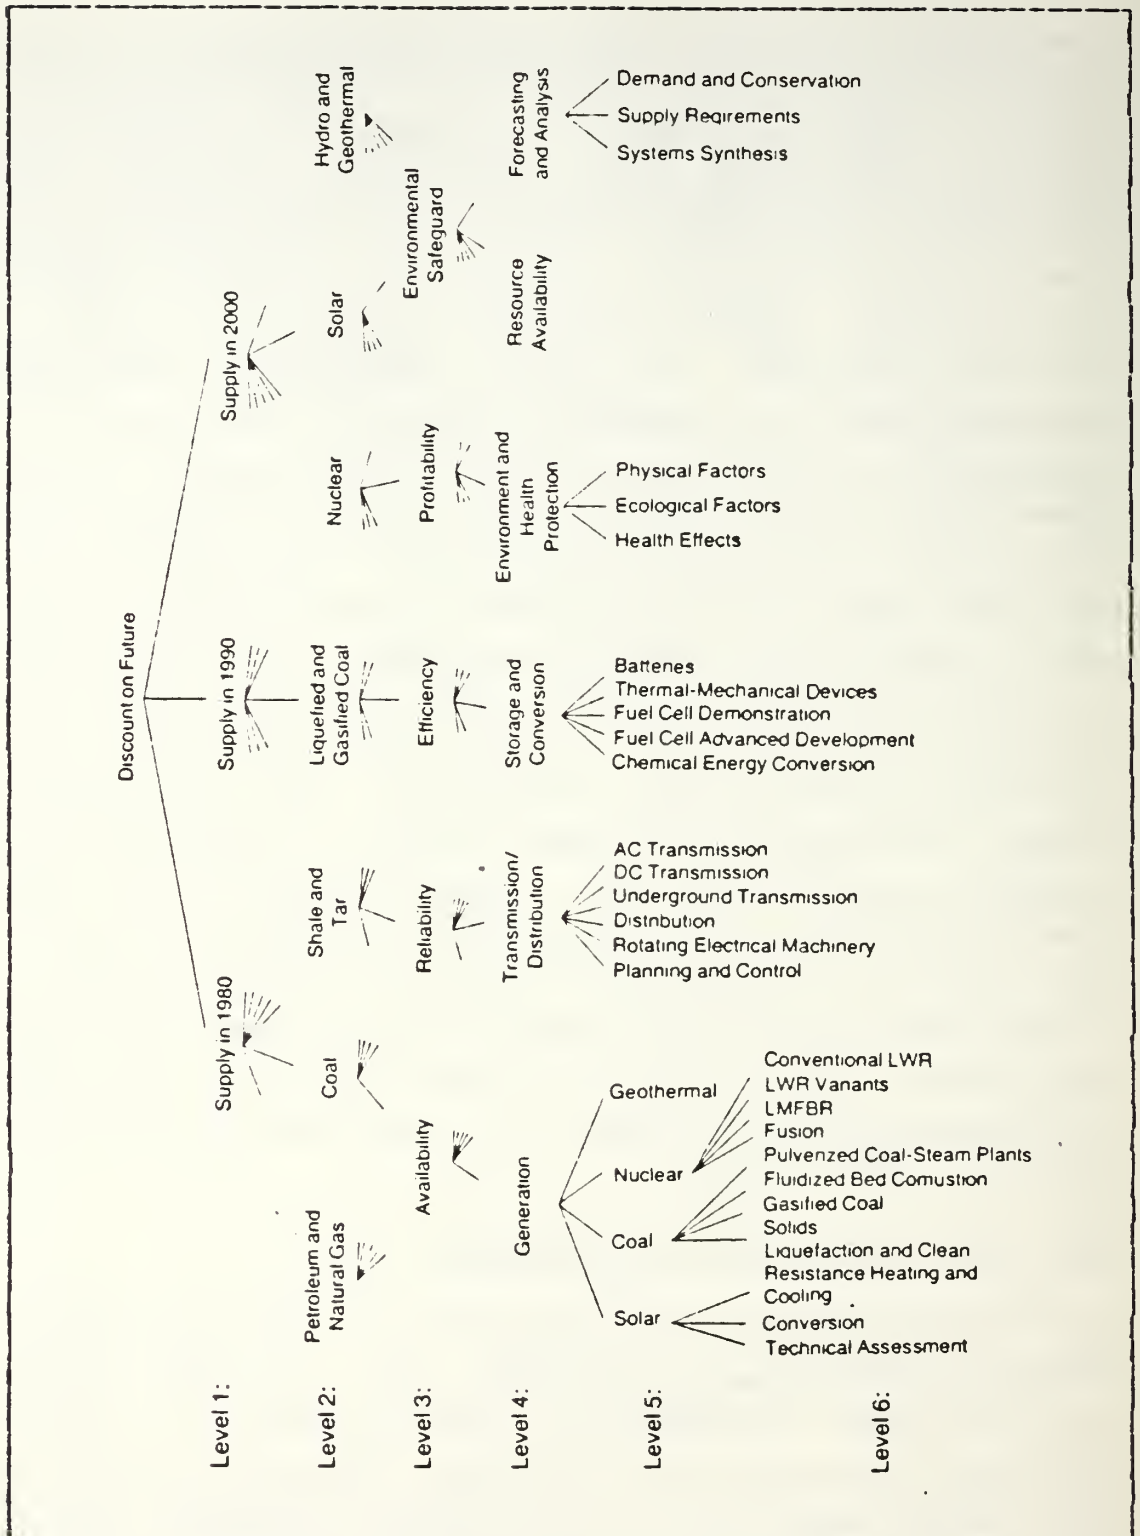 Discount on Future
Level 1:
Supply in 1980
Supply in 1990
Supply in 2000
Level 2:
Petroleum and
Natural Gas
Coal
Shale and
Tar
Liquefied and
Gasified Coal
Nuclear
Solar
Hydro and
Geothermal
Level 3:
Availability
Reliability
Efficiency
Profitability
Environmental
Safeguard
Level 4:
Generation
Transmission/
Distribution
Storage and
Conversion
Environment and
Health
Protection
Resource
Availability
Forecasting
and Analysis
Level 5:
Solar
Coal
Nuclear
Geothermal
AC Transmission
DC Transmission
Underground Transmission
Distribution
Rotating Electrical Machinery
Planning and Control
Batteries
Thermal-Mechanical Devices
Fuel Cell Demonstration
Fuel Cell Advanced Development
Chemical Energy Conversion
Physical Factors
Ecological Factors
Health Effects
Demand and Conservation
Supply Reqirements
Systems Synthesis
Level 6:
Conventional LWR
LWR Variants
LMFBR
Fusion
Pulverized Coal-Steam Plants
Fluidized Bed Comustion
Gasified Coal
Solids
Liquefaction and Clean
Resistance Heating and
Cooling
Conversion
Technical Assessment